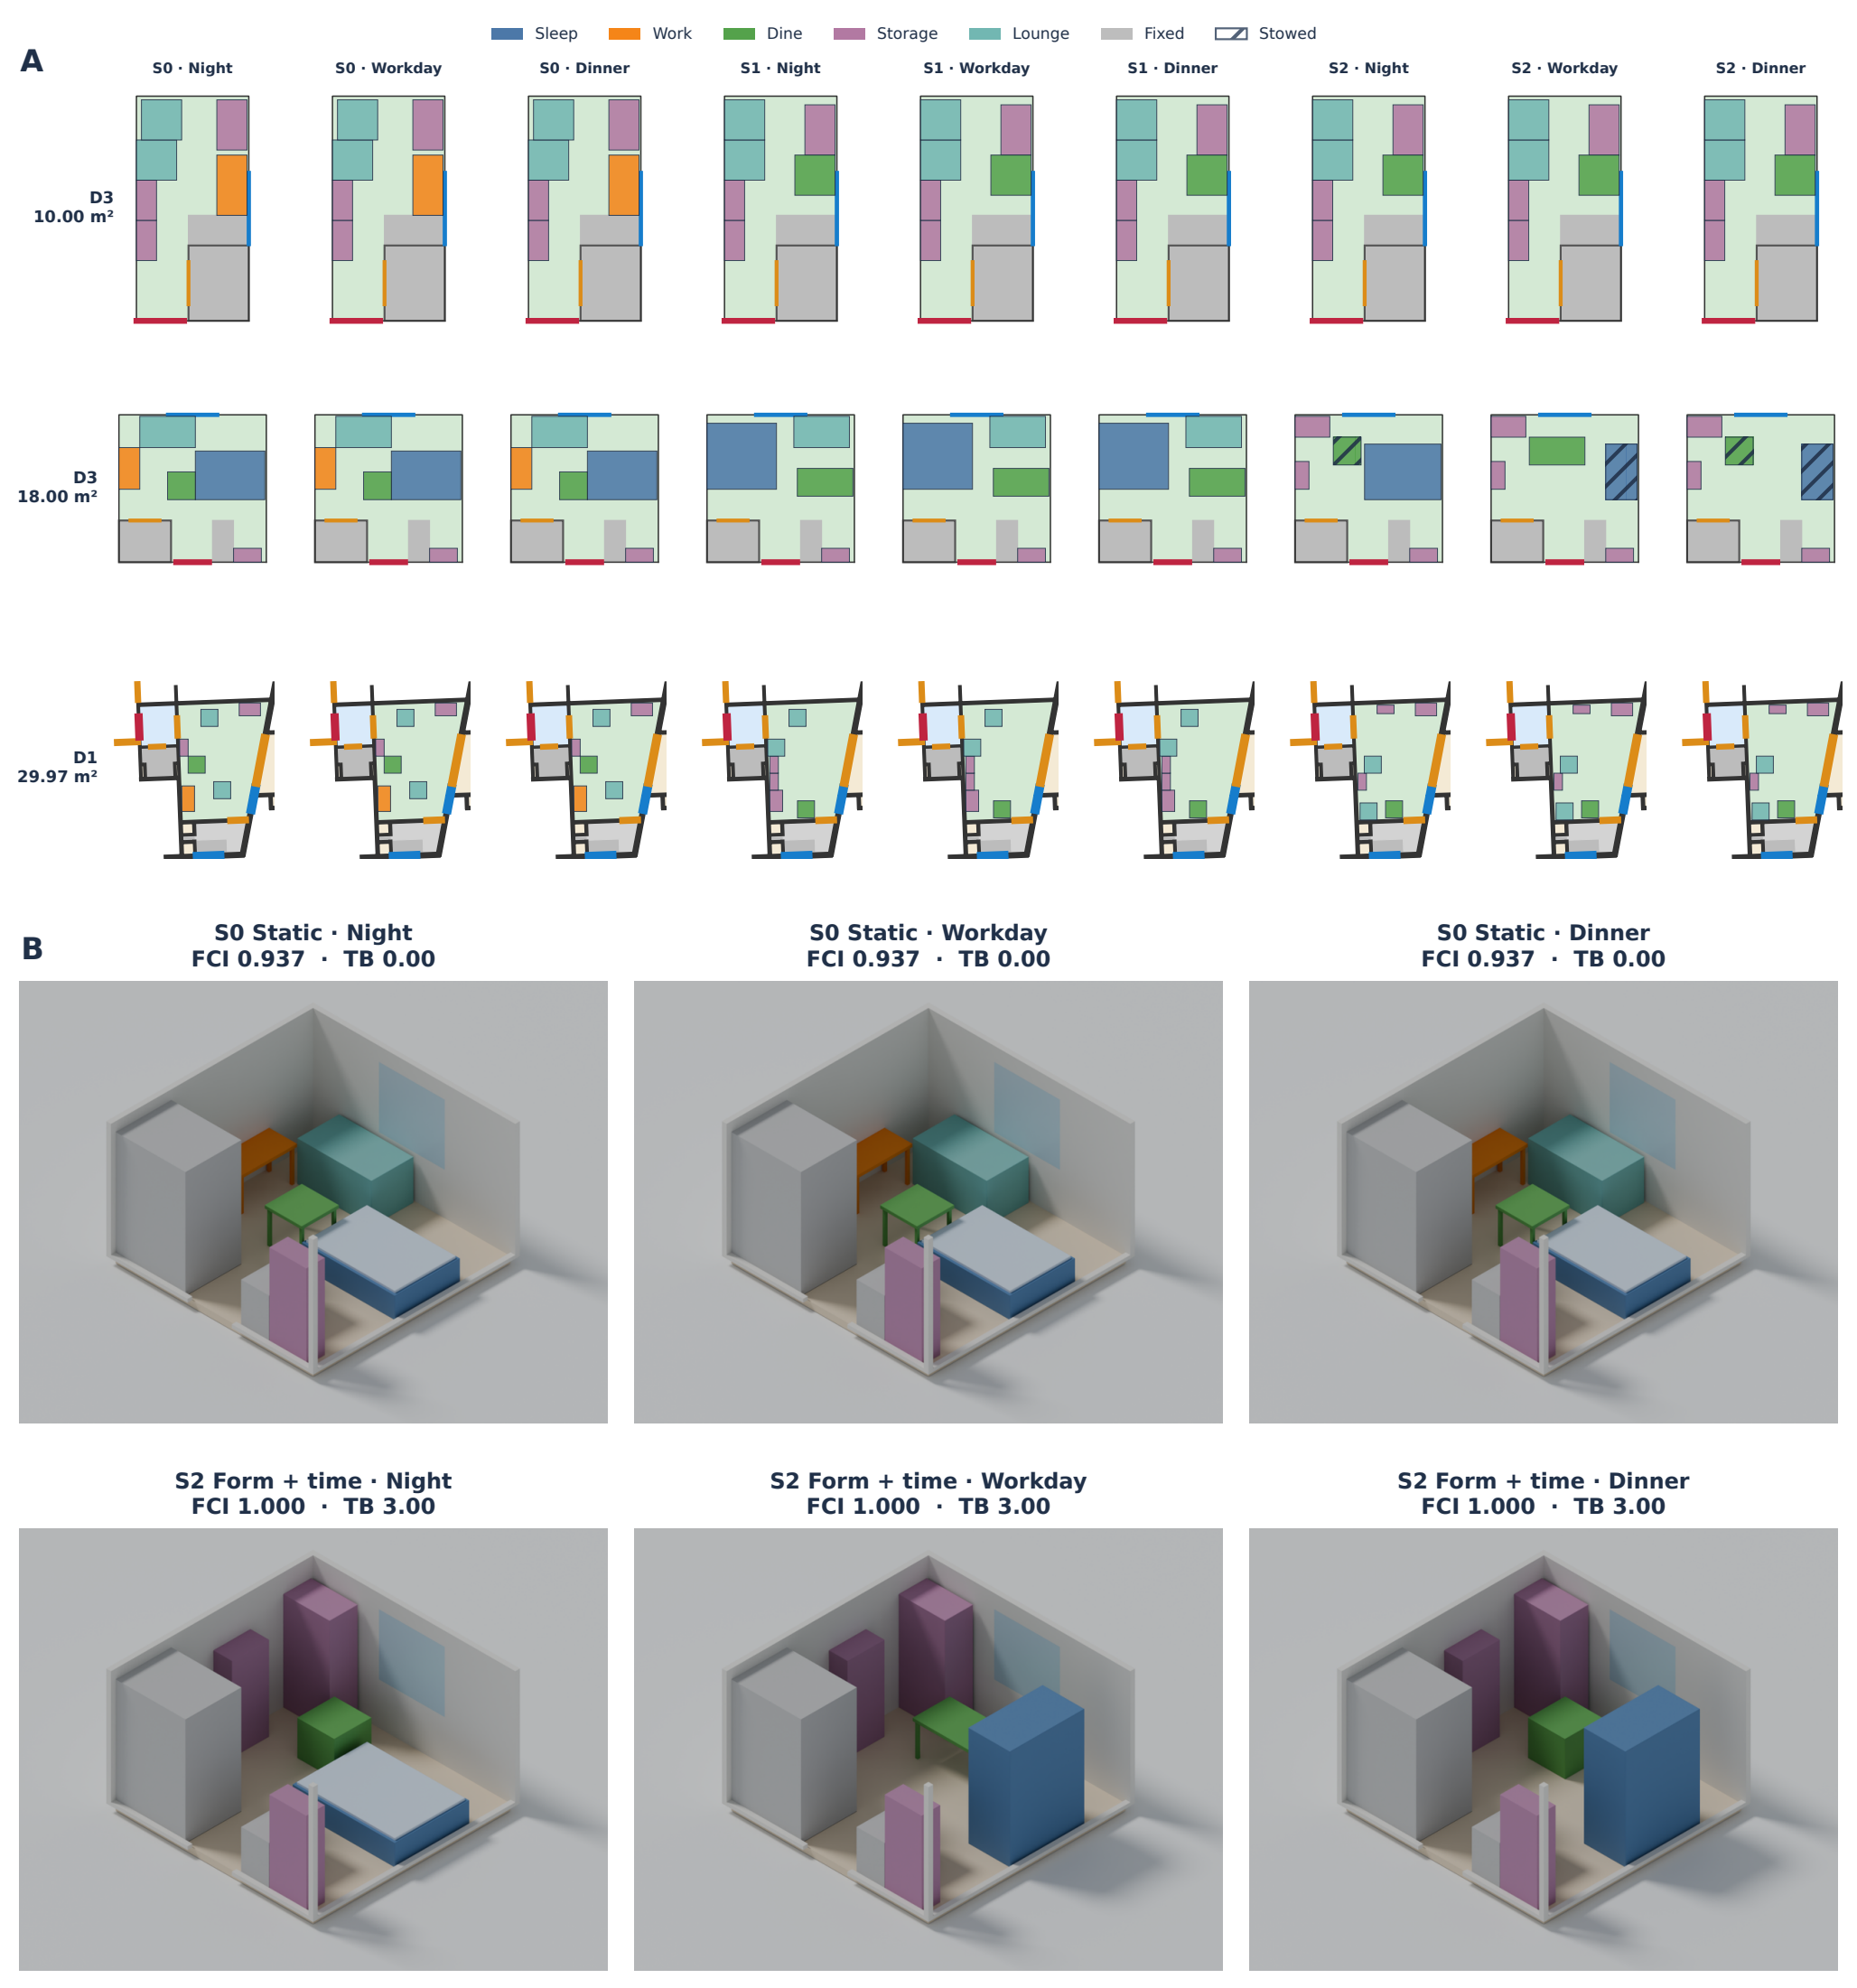 Sleep Work Dine Storage Lounge Fixed Stowed
A
S0 · Night S0 · Workday S0 · Dinner S1 · Night S1 · Workday S1 · Dinner S2 · Night S2 · Workday S2 · Dinner
D3
10.00 m²
D3
18.00 m²
D1
29.97 m²
B
S0 Static · Night
FCI 0.937 · TB 0.00
S0 Static · Workday
FCI 0.937 · TB 0.00
S0 Static · Dinner
FCI 0.937 · TB 0.00
S2 Form + time · Night
FCI 1.000 · TB 3.00
S2 Form + time · Workday
FCI 1.000 · TB 3.00
S2 Form + time · Dinner
FCI 1.000 · TB 3.00